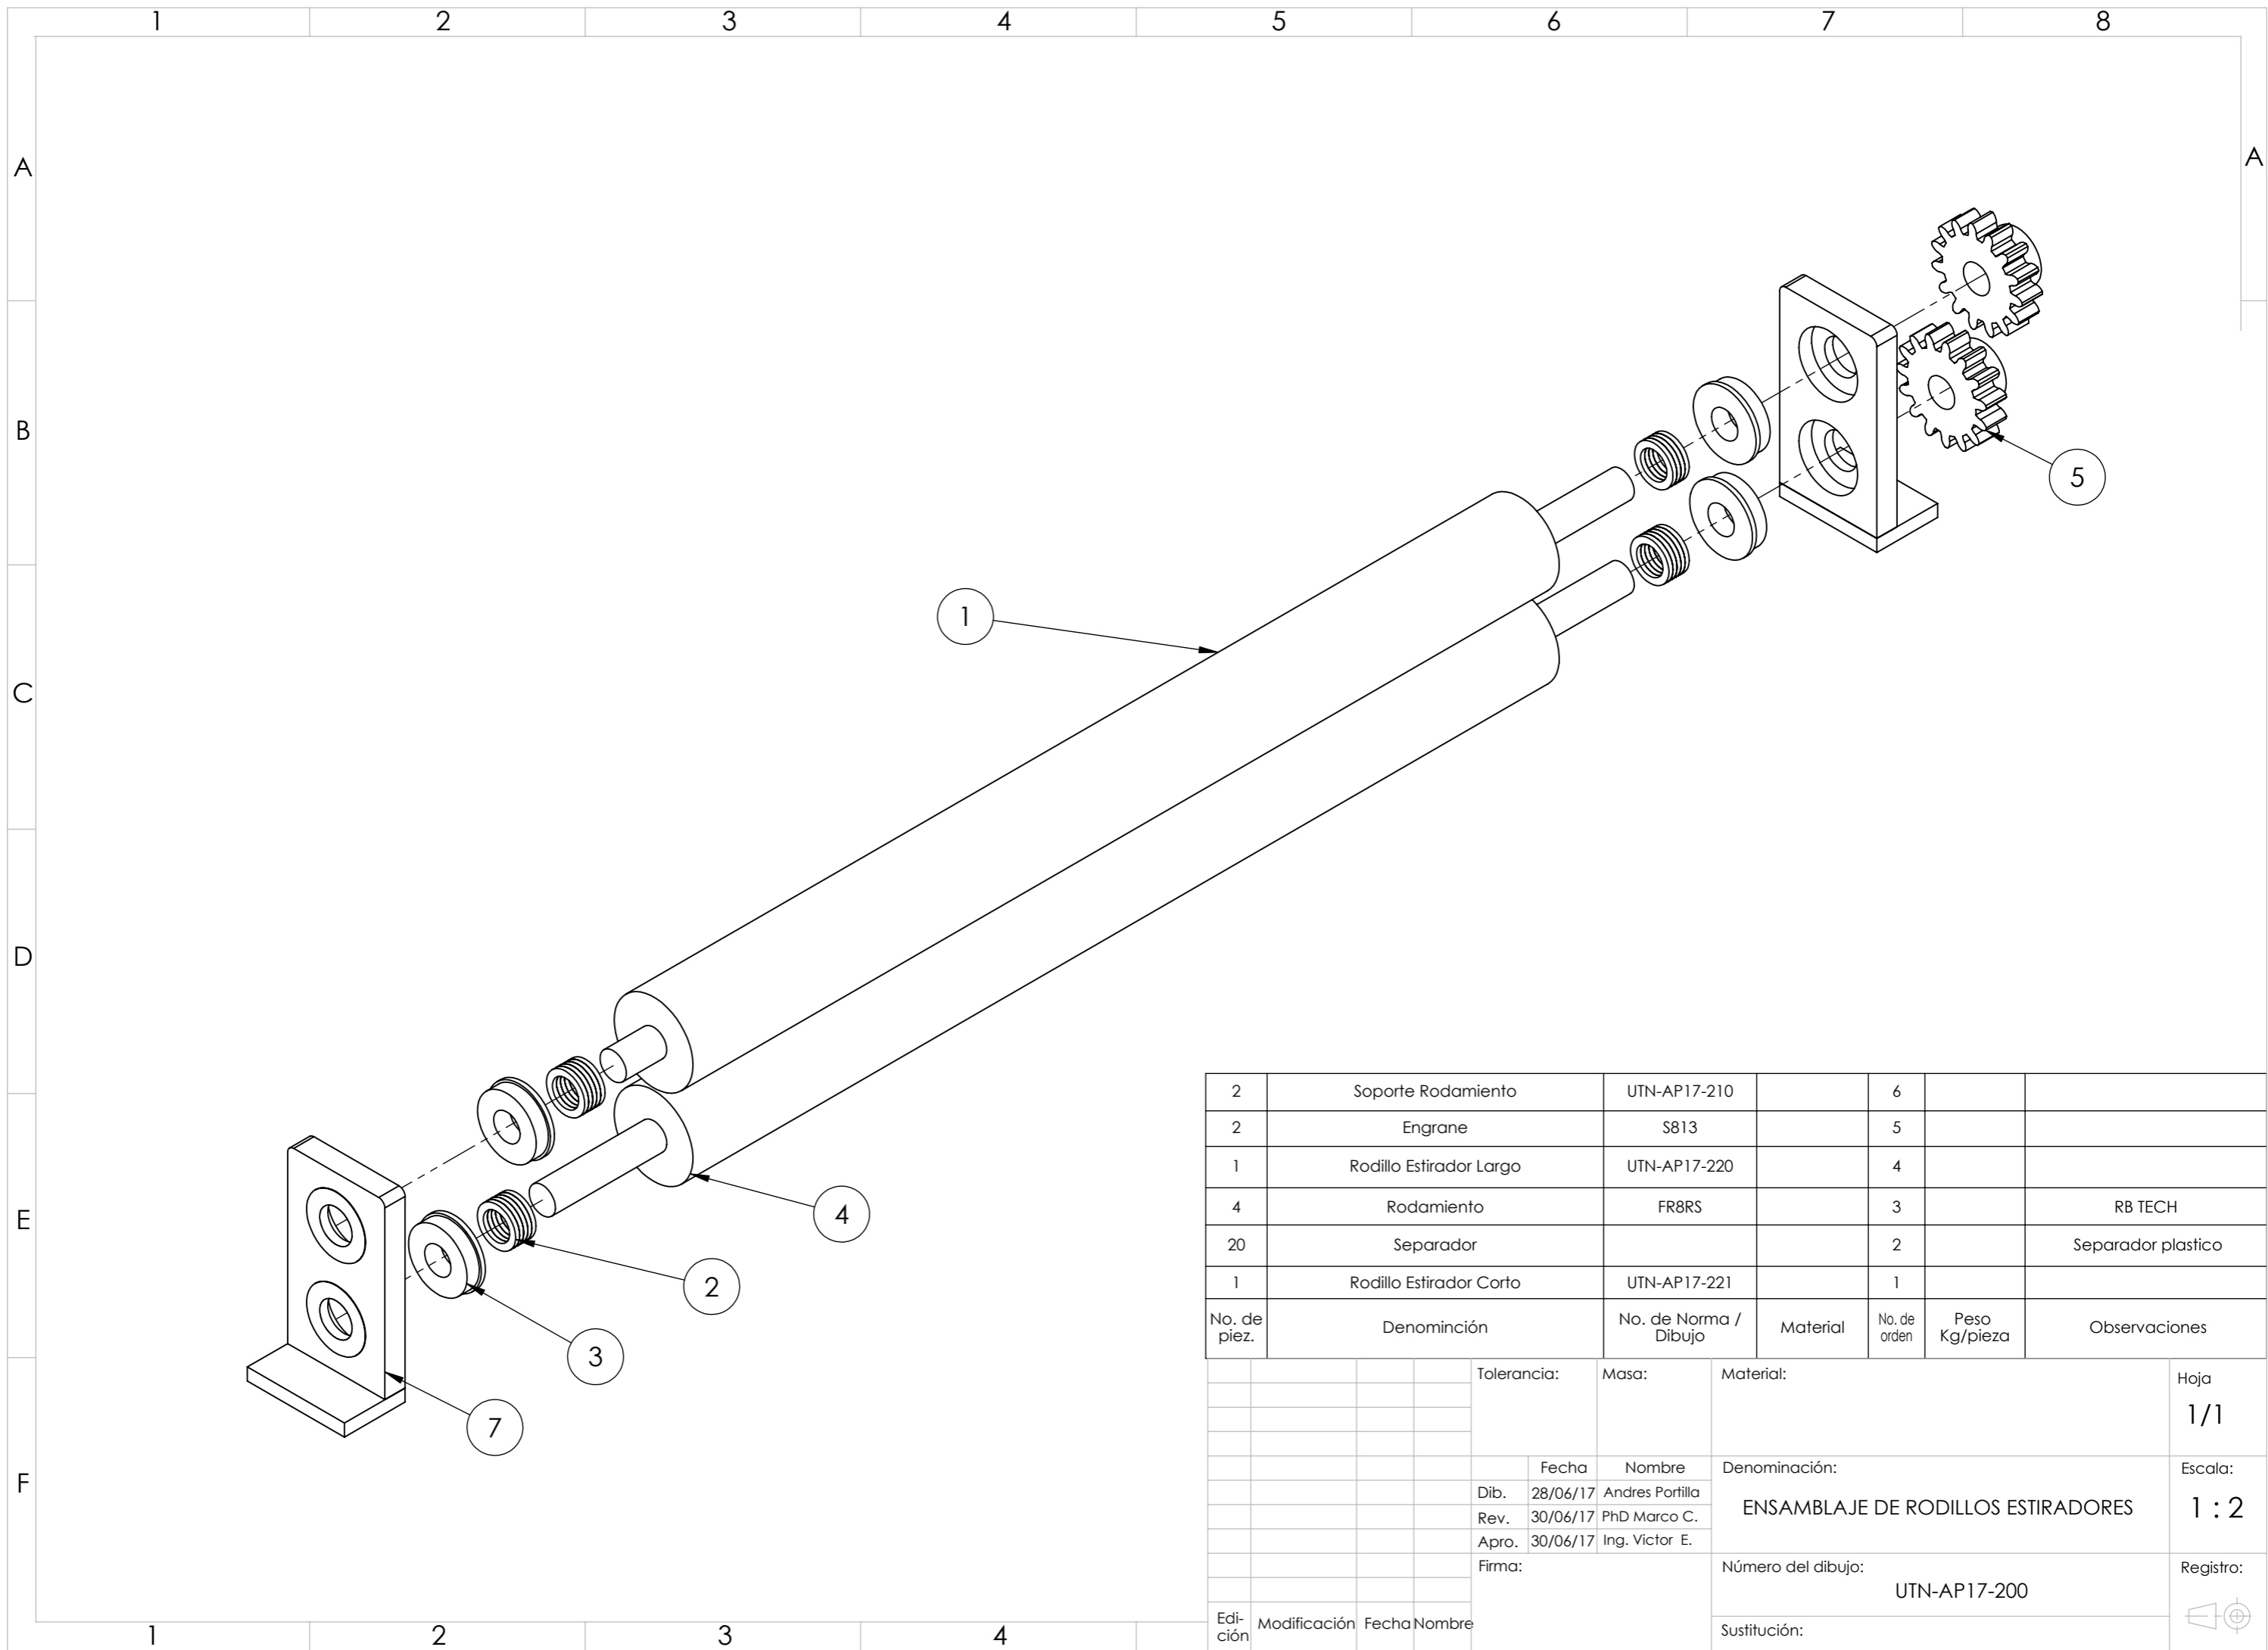 1 2 3 4 5 6 7 8
A A
B
C
D
E
F
5
1
4
2
3
7
2 Soporte Rodamiento UTN-AP17-210 6
2 Engrane S813 5
1 Rodillo Estirador Largo UTN-AP17-220 4
4 Rodamiento FR8RS 3 RB TECH
20 Separador 2 Separador plastico
1 Rodillo Estirador Corto UTN-AP17-221 1
No. de piez. Denominción No. de Norma / Dibujo Material No. de orden Peso Kg/pieza Observaciones
Tolerancia: Masa: Material: Hoja
1/1
Fecha Nombre Denominación: Escala:
Dib. 28/06/17 Andres Portilla
ENSAMBLAJE DE RODILLOS ESTIRADORES 1 : 2
Rev. 30/06/17 PhD Marco C.
Apro. 30/06/17 Ing. Victor E.
Firma: Número del dibujo: Registro:
UTN-AP17-200
Edi-
ción Modificación Fecha Nombre Sustitución:
1 2 3 4